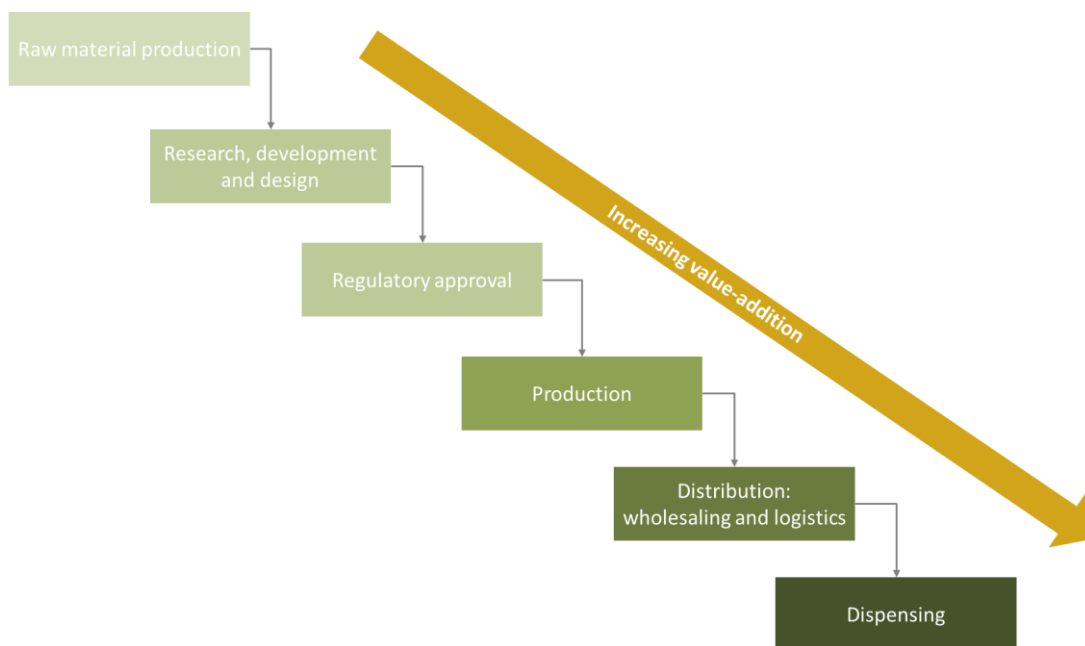 Raw material production
Research, development
and design
Regulatory approval
Increasing value-addition
Production
Distribution:
wholesaling and logistics
Dispensing